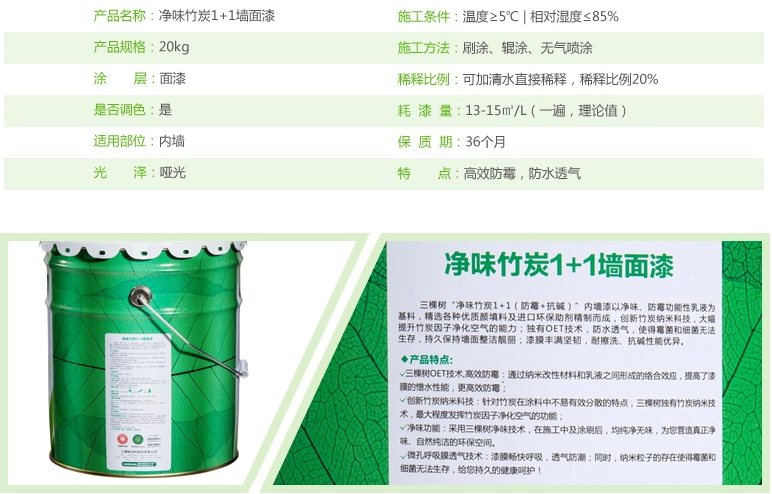 产品名称：净味竹炭1+1墙面漆
施工条件：温度≥5℃ | 相对湿度≤85%
产品规格：20kg
施工方法：刷涂、辊涂、无气喷涂
涂 层：面漆
稀释比例：可加清水直接稀释，稀释比例20%
是否调色：是
耗 漆 量：13-15㎡/L（一遍，理论值）
适用部位：内墙
保 质 期：36个月
光 泽：哑光
特 点：高效防霉，防水透气
净味竹炭1+1墙面漆
净味竹炭1+1墙面漆
三棵树“净味竹炭1+1（防霉+抗碱）”内墙漆以净味、防霉功能性乳液为
基料，精选各种优质颜填料及进口环保助剂精制而成，创新竹炭纳米科技，大幅
提升竹炭因子净化空气的能力；独有OET技术，防水透气，使得霉菌和细菌无法
生存，持久保持墙面整洁靓丽；漆膜丰满坚韧，耐擦洗、抗碱性能优异。
◆产品特点：
✓三棵树OET技术,高效防霉：通过纳米改性材料和乳液之间形成的络合效应，提高了漆
膜的憎水性能，更高效防霉；
✓创新竹炭纳米科技：针对竹炭在涂料中不易有效分散的特点，三棵树独有竹炭纳米技
术，最大程度发挥竹炭因子净化空气的功能；
✓净味功能：采用三棵树净味技术，在施工中及涂刷后，均纯净无味，为您营造真正净
味、自然纯洁的环保空间。
✓微孔呼吸膜透气技术：漆膜畅快呼吸，透气防潮；同时，纳米粒子的存在使得霉菌和
细菌无法生存，给您持久的健康呵护！